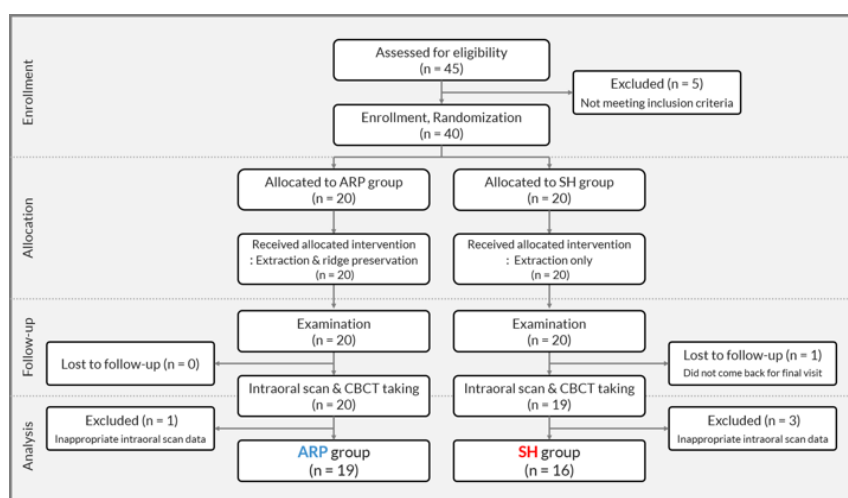 Enrollment
Assessed for eligibility
(n = 45)
Excluded (n = 5)
Not meeting inclusion criteria
Enrollment, Randomization
(n = 40)
Allocation
Allocated to ARP group
(n = 20)
Allocated to SH group
(n = 20)
Received allocated intervention
: Extraction & ridge preservation
(n = 20)
Received allocated intervention
: Extraction only
(n = 20)
Follow-up
Examination
(n = 20)
Examination
(n = 20)
Lost to follow-up (n = 0)
Lost to follow-up (n = 1)
Did not come back for final visit
Intraoral scan & CBCT taking
(n = 20)
Intraoral scan & CBCT taking
(n = 19)
Analysis
Excluded (n = 1)
Inappropriate intraoral scan data
Excluded (n = 3)
Inappropriate intraoral scan data
ARP group
(n = 19)
SH group
(n = 16)